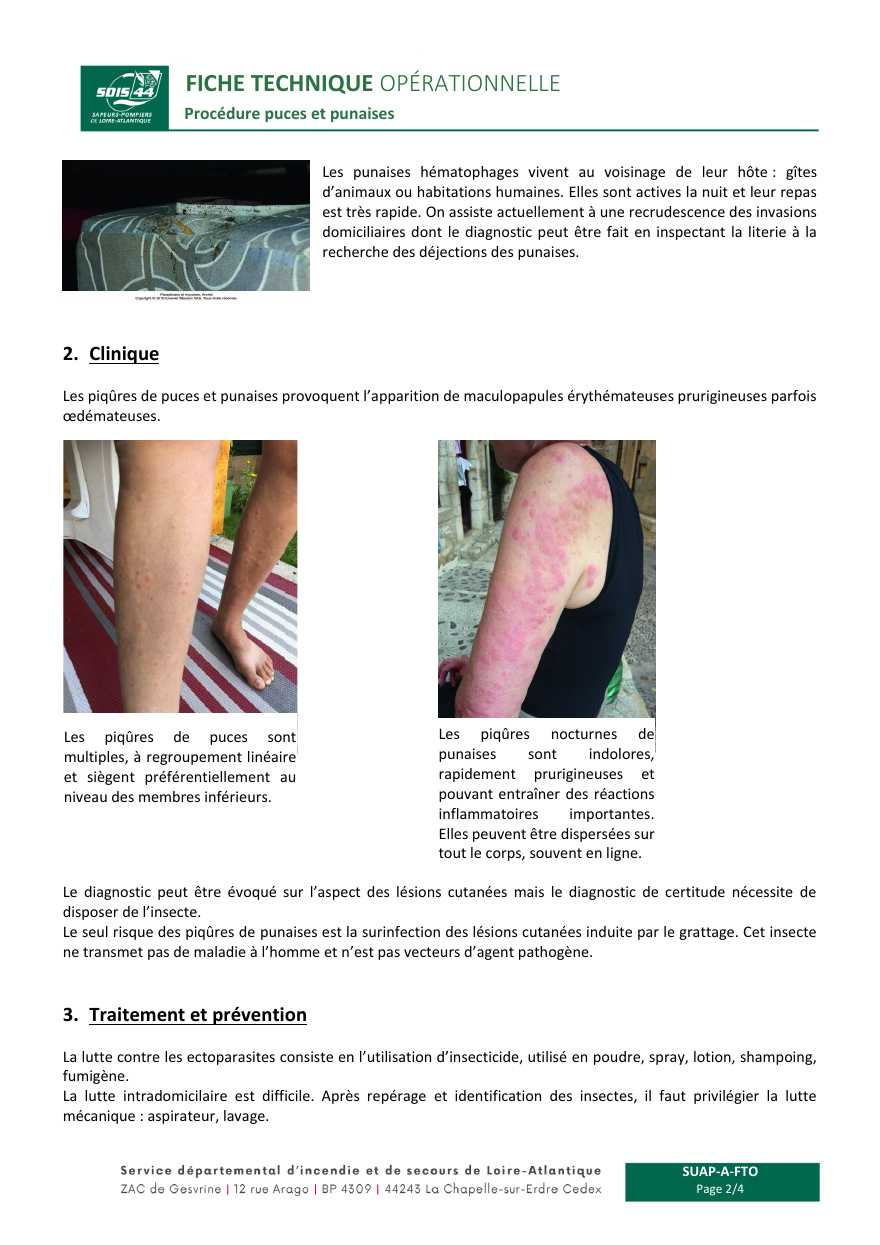 SDIS 44
SAPEURS-POMPIERS
DE LOIRE-ATLANTIQUE
FICHE TECHNIQUE OPÉRATIONNELLE
Procédure puces et punaises
Les punaises hématophages vivent au voisinage de leur hôte : gîtes
d’animaux ou habitations humaines. Elles sont actives la nuit et leur repas
est très rapide. On assiste actuellement à une recrudescence des invasions
domiciliaires dont le diagnostic peut être fait en inspectant la literie à la
recherche des déjections des punaises.
2. Clinique
Les piqûres de puces et punaises provoquent l’apparition de maculopapules érythémateuses prurigineuses parfois
œdémateuses.
Les piqûres de puces sont
multiples, à regroupement linéaire
et siègent préférentiellement au
niveau des membres inférieurs.
Les piqûres nocturnes de
punaises sont indolores,
rapidement prurigineuses et
pouvant entraîner des réactions
inflammatoires importantes.
Elles peuvent être dispersées sur
tout le corps, souvent en ligne.
Le diagnostic peut être évoqué sur l’aspect des lésions cutanées mais le diagnostic de certitude nécessite de
disposer de l’insecte.
Le seul risque des piqûres de punaises est la surinfection des lésions cutanées induite par le grattage. Cet insecte
ne transmet pas de maladie à l’homme et n’est pas vecteurs d’agent pathogène.
3. Traitement et prévention
La lutte contre les ectoparasites consiste en l’utilisation d’insecticide, utilisé en poudre, spray, lotion, shampoing,
fumigène.
La lutte intradomicilaire est difficile. Après repérage et identification des insectes, il faut privilégier la lutte
mécanique : aspirateur, lavage.
Service départemental d’incendie et de secours de Loire-Atlantique
ZAC de Gesvrine | 12 rue Arago | BP 4309 | 44243 La Chapelle-sur-Erdre Cedex
SUAP-A-FTO
Page 2/4